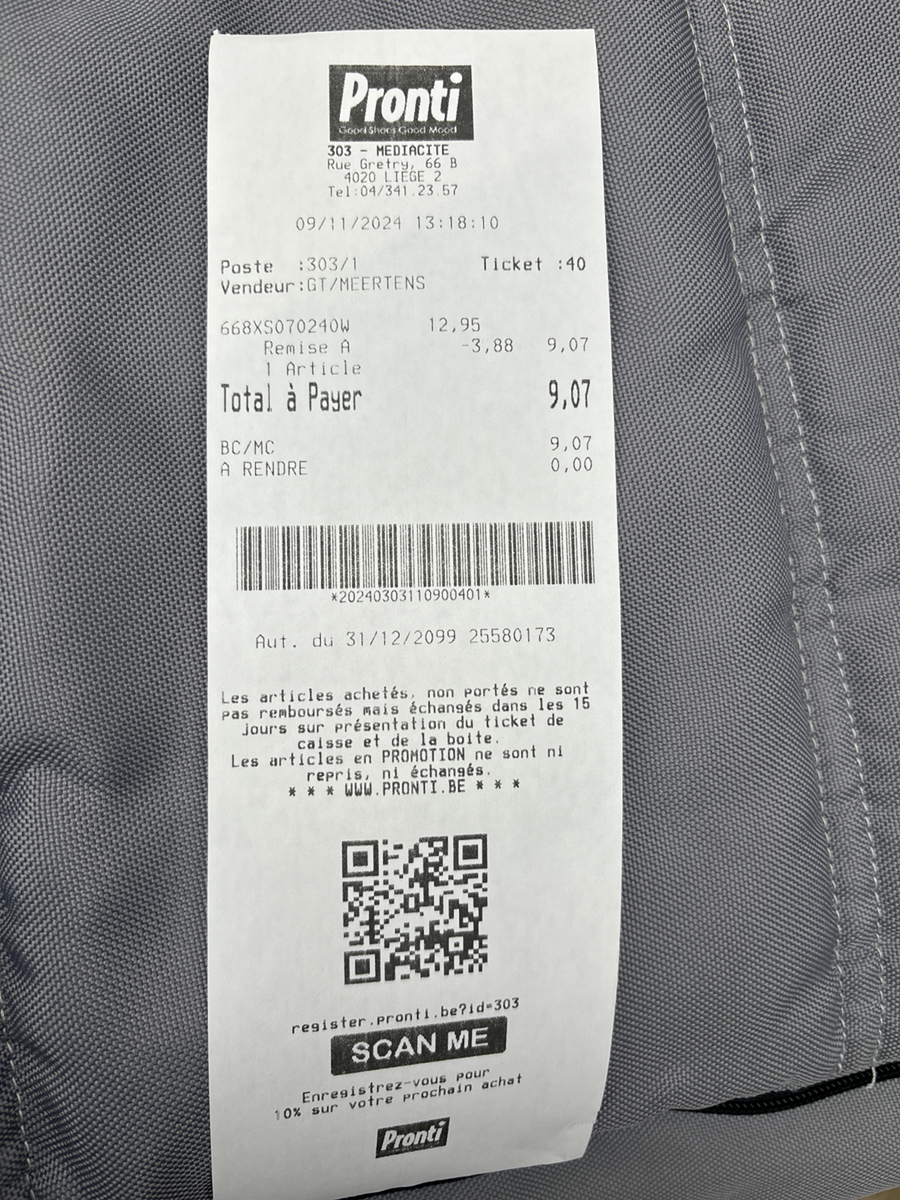 Pronti
Good Shoes Good Mood
303 - MEDIACITE
Rue Gretry, 66 B
4020 LIEGE 2
Tel:04/341.23.57
09/11/2024 13:18:10
Poste :303/1 Ticket :40
Vendeur:GT/MEERTENS
668XS070240W 12,95
Remise A -3,88 9,07
1 Article
Total à Payer 9,07
BC/MC 9,07
A RENDRE 0,00
*20240303110900401*
Aut. du 31/12/2099 25580173
Les articles achetés, non portés ne sont
pas remboursés mais échangés dans les 15
jours sur présentation du ticket de
caisse et de la boite.
Les articles en PROMOTION ne sont ni
repris, ni échangés.
* * * WWW.PRONTI.BE * * *
register.pronti.be?id=303
SCAN ME
Enregistrez-vous pour
10% sur votre prochain achat
Pronti